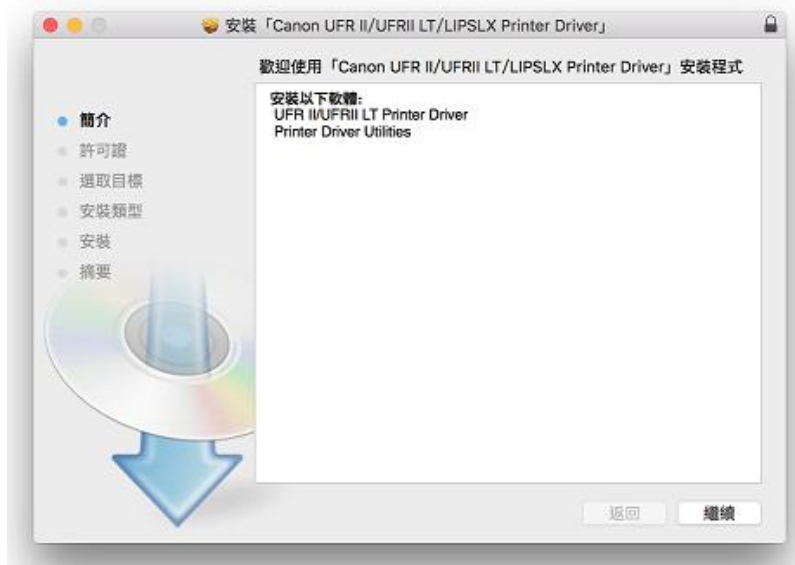 安裝「Canon UFR II/UFRII LT/LIPSLX Printer Driver」
歡迎使用「Canon UFR II/UFRII LT/LIPSLX Printer Driver」安裝程式
簡介
許可證
選取目標
安裝類型
安裝
摘要
安裝以下軟體:
UFR II/UFRII LT Printer Driver
Printer Driver Utilities
返回
繼續